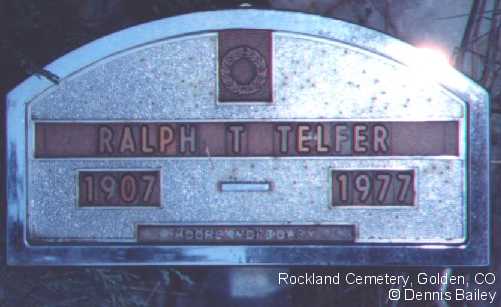 RALPH T TELFER
1907 — 1977
Rockland Cemetery, Golden, CO
© Dennis Bailey